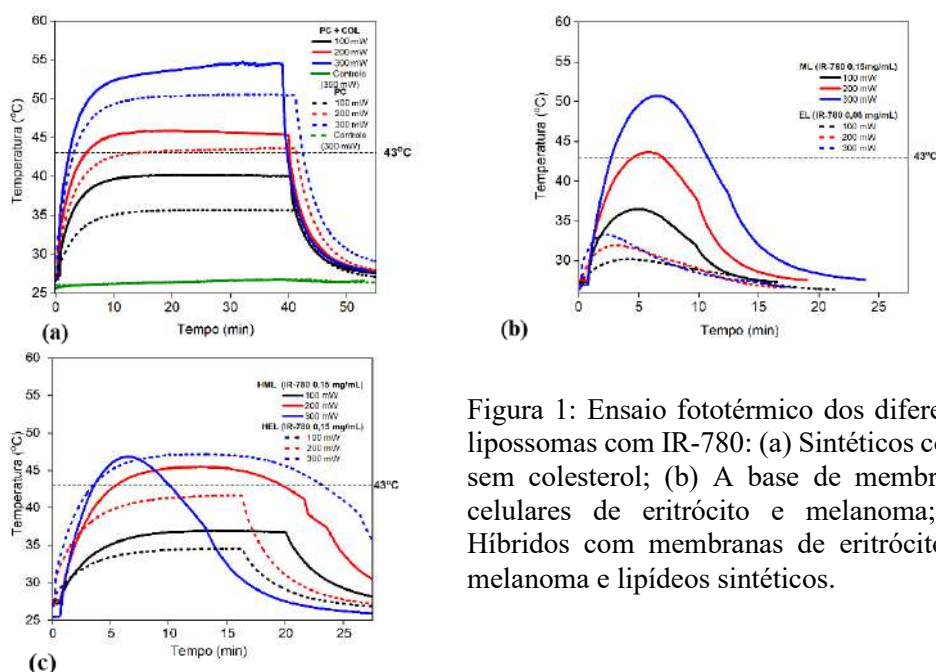 60
55
50
45
40
35
30
25
Temperatura (°C)
0 10 20 30 40 50
Tempo (min)
PC + COL
100 mW
200 mW
300 mW
Controle
(300 mW)
PC
100 mW
200 mW
300 mW
Controle
(300 mW)
43°C
(a)
60
55
50
45
40
35
30
Temperatura (°C)
0 5 10 15 20 25
Tempo (min)
ML (IR-780 0,15mg/mL)
100 mW
200 mW
300 mW
EL (IR-780 mg/mL)
100 mW
200 mW
300 mW
43°C
(b)
60
55
50
45
40
35
30
25
Temperatura (°C)
0 5 10 15 20 25
Tempo (min)
HML (IR-780 0,15 mg/mL)
100 mW
200 mW
300 mW
HEL (IR-780 0,15 mg/mL)
100 mW
200 mW
300 mW
43°C
(c)
Figura 1: Ensaio fototérmico dos difere
lipossomas com IR-780: (a) Sintéticos co
sem colesterol; (b) A base de membr
celulares de eritrócito e melanoma;
Híbridos com membranas de eritrócito
melanoma e lipídeos sintéticos.